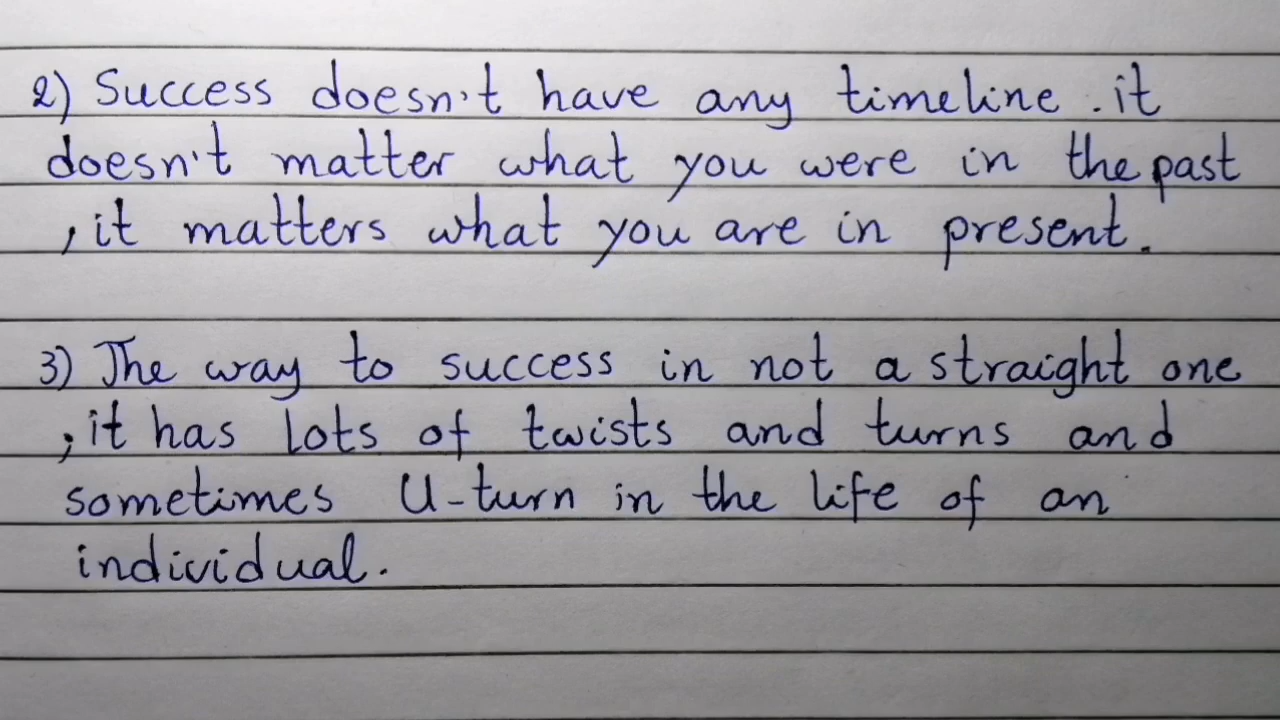 2) Success doesn't have any timeline . it
doesn't matter what you were in the past
, it matters what you are in present.
3) The way to success in not a straight one
, it has lots of twists and turns and
sometimes U-turn in the life of an
individual.